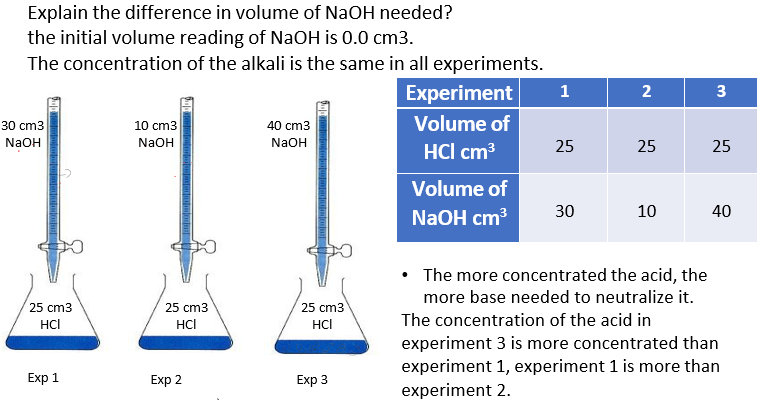 Explain the difference in volume of NaOH needed?
the initial volume reading of NaOH is 0.0 cm3.
The concentration of the alkali is the same in all experiments.
30 cm3
NaOH
10 cm3
NaOH
40 cm3
NaOH
25 cm3
HCl
25 cm3
HCl
25 cm3
HCl
Exp 1
Exp 2
Exp 3
Experiment 1 2 3
Volume of
HCl cm³ 25 25 25
Volume of
NaOH cm³ 30 10 40
• The more concentrated the acid, the
more base needed to neutralize it.
The concentration of the acid in
experiment 3 is more concentrated than
experiment 1, experiment 1 is more than
experiment 2.